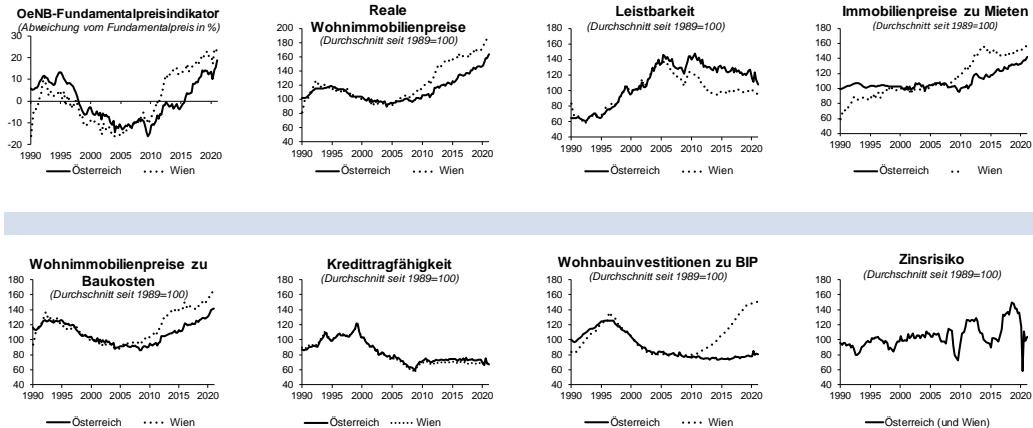 OeNB-Fundamentalpreisindikator
(Abweichung vom Fundamentalpreis in %)
30
20
10
0
-10
-20
1990 1995 2000 2005 2010 2015 2020
Österreich Wien
Reale
Wohnimmobilienpreise
(Durchschnitt seit 1989=100)
200
180
160
140
120
100
80
60
40
1990 1995 2000 2005 2010 2015 2020
Österreich Wien
Leistbarkeit
(Durchschnitt seit 1989=100)
180
160
140
120
100
80
60
40
1990 1995 2000 2005 2010 2015 2020
Österreich Wien
Immobilienpreise zu Mieten
(Durchschnitt seit 1989=100)
180
160
140
120
100
80
60
40
1990 1995 2000 2005 2010 2015 2020
Österreich Wien
Wohnimmobilienpreise zu
Baukosten
(Durchschnitt seit 1989=100)
180
160
140
120
100
80
60
40
1990 1995 2000 2005 2010 2015 2020
Österreich Wien
Kredittragfähigkeit
(Durchschnitt seit 1989=100)
180
160
140
120
100
80
60
40
1990 1995 2000 2005 2010 2015 2020
Österreich Wien
Wohnbauinvestitionen zu BIP
(Durchschnitt seit 1989=100)
180
160
140
120
100
80
60
40
1990 1995 2000 2005 2010 2015 2020
Österreich Wien
Zinsrisiko
(Durchschnitt seit 1989=100)
180
160
140
120
100
80
60
40
1990 1995 2000 2005 2010 2015 2020
Österreich (und Wien)